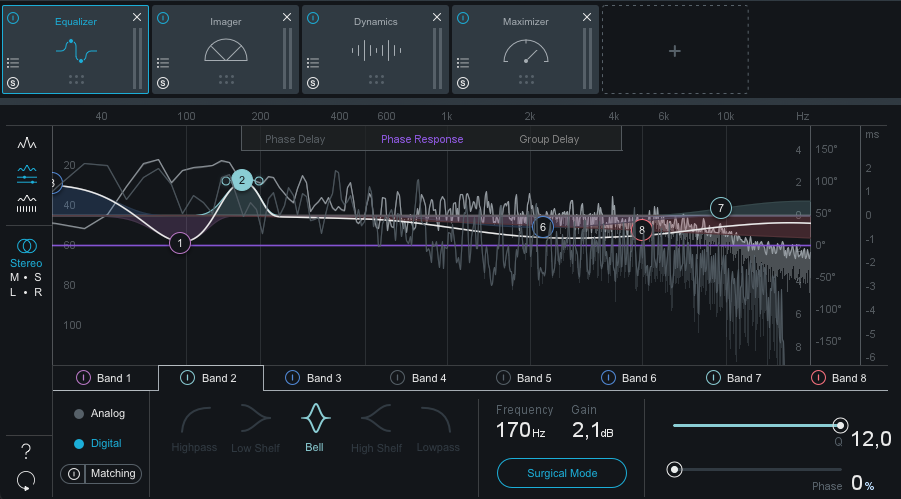 Equalizer Imager Dynamics Maximizer
S S S S
+
40 100 200 400 600 1k 2k 4k 6k 10k Hz
Phase Delay Phase Response Group Delay
ms
20 40 60 80 100
4 2 0 4 6 8
150° 100° 50° 0° -50° -100° -150°
2 1 0 -1 -2 -3 -4 -5 -6
1 2 6 8 7
Stereo
M • S
L • R
Band 1 Band 2 Band 3 Band 4 Band 5 Band 6 Band 7 Band 8
Analog
Digital
Matching
?
Highpass Low Shelf Bell High Shelf Lowpass
Frequency Gain
170Hz 2,1dB
Surgical Mode
Q 12,0
Phase 0%